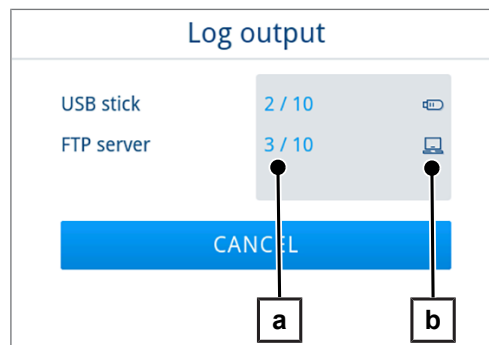 Log output
USB stick 2 / 10
FTP server 3 / 10
CANCEL
a b